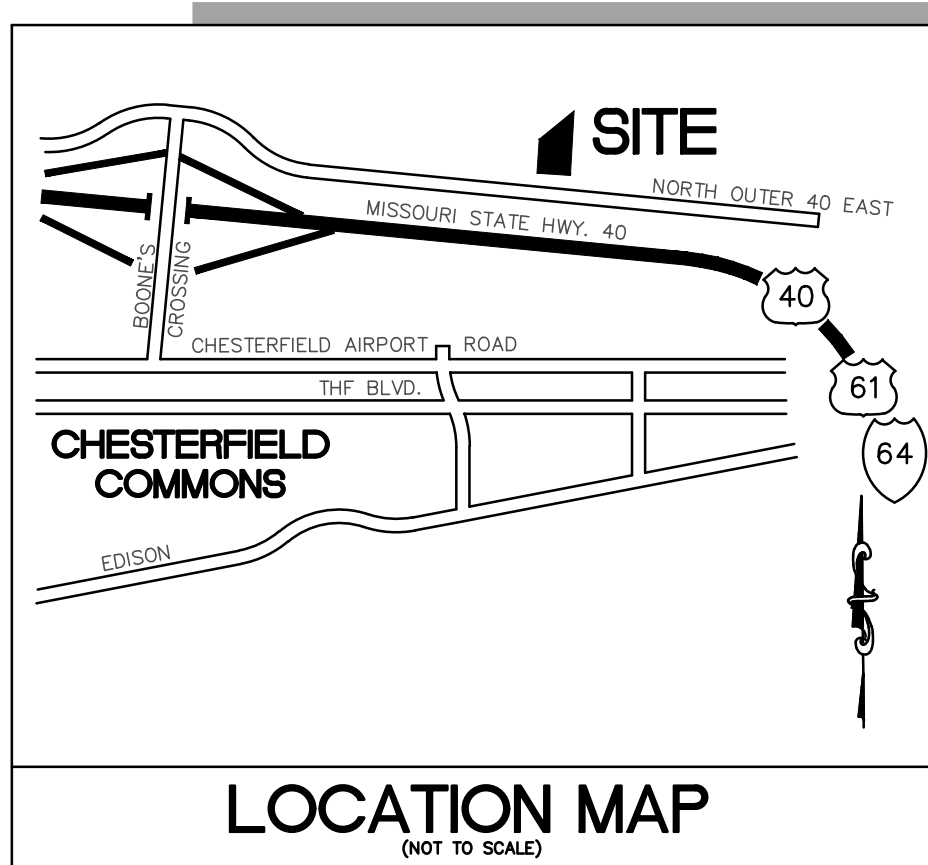 SITE
NORTH OUTER 40 EAST
MISSOURI STATE HWY. 40
BOONE'S
CROSSING
40
CHESTERFIELD AIRPORT ROAD
THF BLVD.
61
CHESTERFIELD
COMMONS
64
EDISON
LOCATION MAP
(NOT TO SCALE)